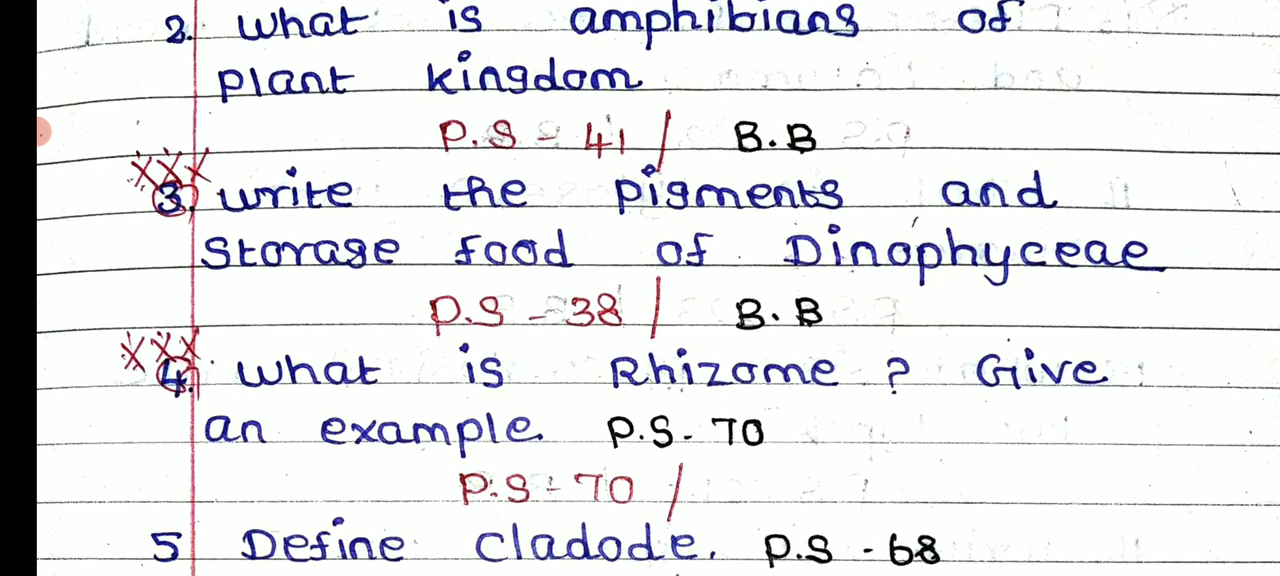 2. What is amphibians of
plant kingdom
P.S - 41 / B.B
XXX
3. Write the pigments and
Storage food of Dinophyceae
P.S - 38 / B.B
XXX
4. What is Rhizome ? Give
an example. P.S - 70
P.S - 70 /
5 Define cladode. P.S - 68